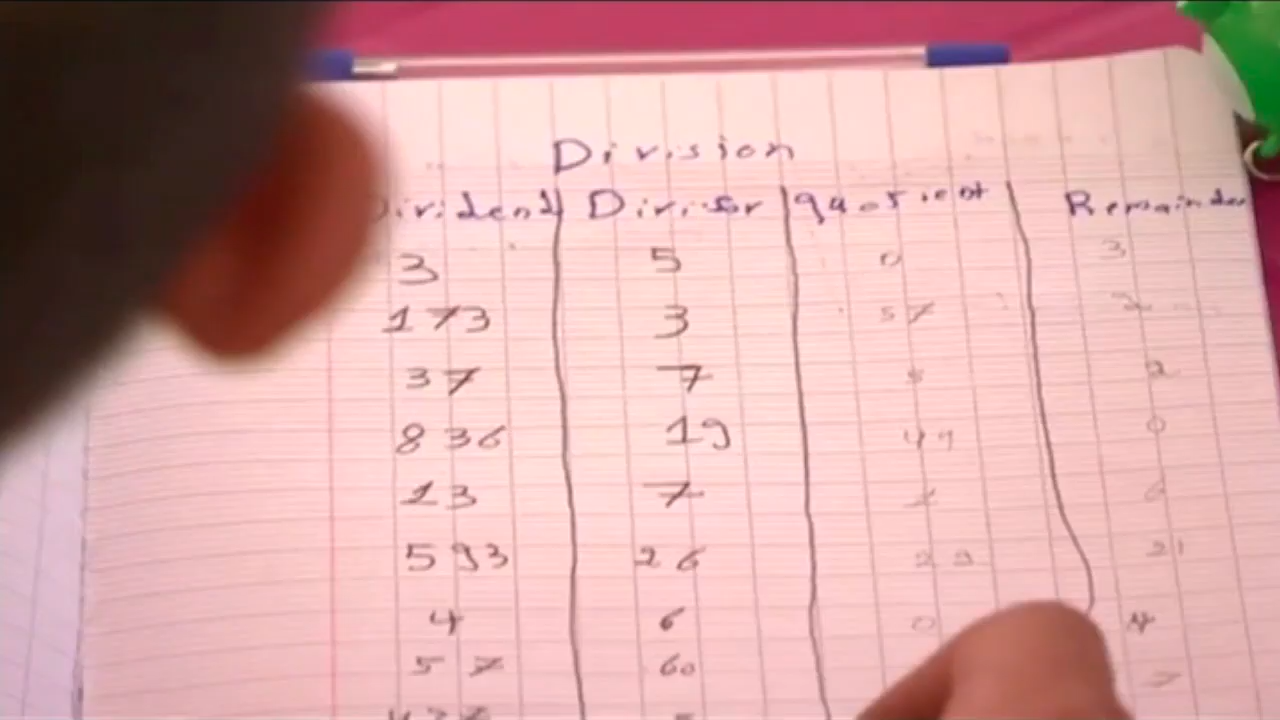 Division
Dividend Divisor quosient Remainder
3 5 0 3
173 3 57 2
37 7 5 2
836 19 44 0
13 7 1 6
593 26 22 21
4 6 0 4
57 60